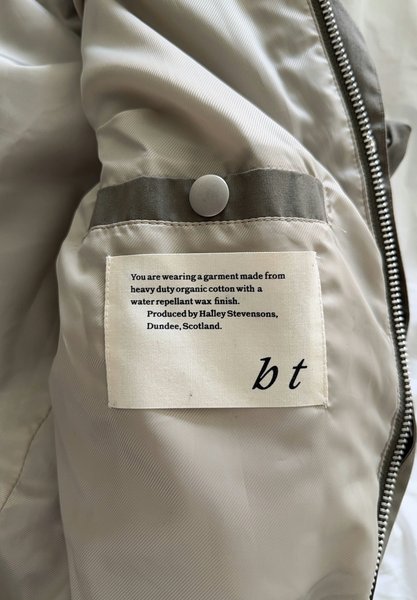 You are wearing a garment made from
heavy duty organic cotton with a
water repellant wax finish.
Produced by Halley Stevensons,
Dundee, Scotland.
b t